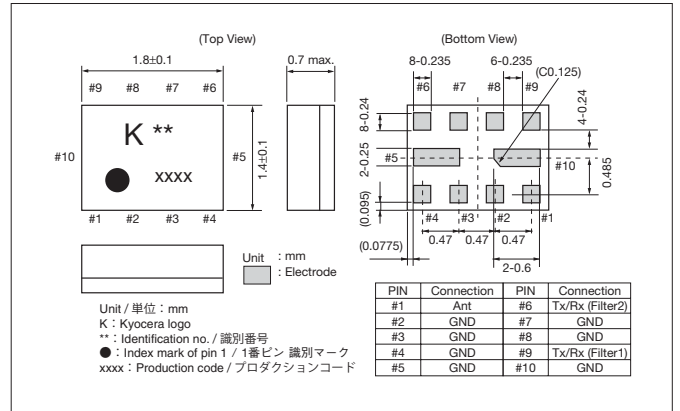 (Top View)
1.8±0.1
0.7 max.
#9 #8 #7 #6
K **
#10
#5
1.4±0.1
xxxx
#1 #2 #3 #4
Unit : mm
: Electrode
Unit / 単位：mm
K：Kyocera logo
**：Identification no. / 識別番号
●：Index mark of pin 1 / 1番ピン 識別マーク
xxxx：Production code / プロダクションコード
(Bottom View)
8-0.235
6-0.235
(C0.125)
#6 #7 #8 #9
8-0.24
4-0.24
2-0.25
#5
#10
0.485
(0.095)
#4 #3 #2 #1
(0.0775)
0.47 0.47 0.47
2-0.6
PIN Connection PIN Connection
#1 Ant #6 Tx/Rx (Filter2)
#2 GND #7 GND
#3 GND #8 GND
#4 GND #9 Tx/Rx (Filter1)
#5 GND #10 GND